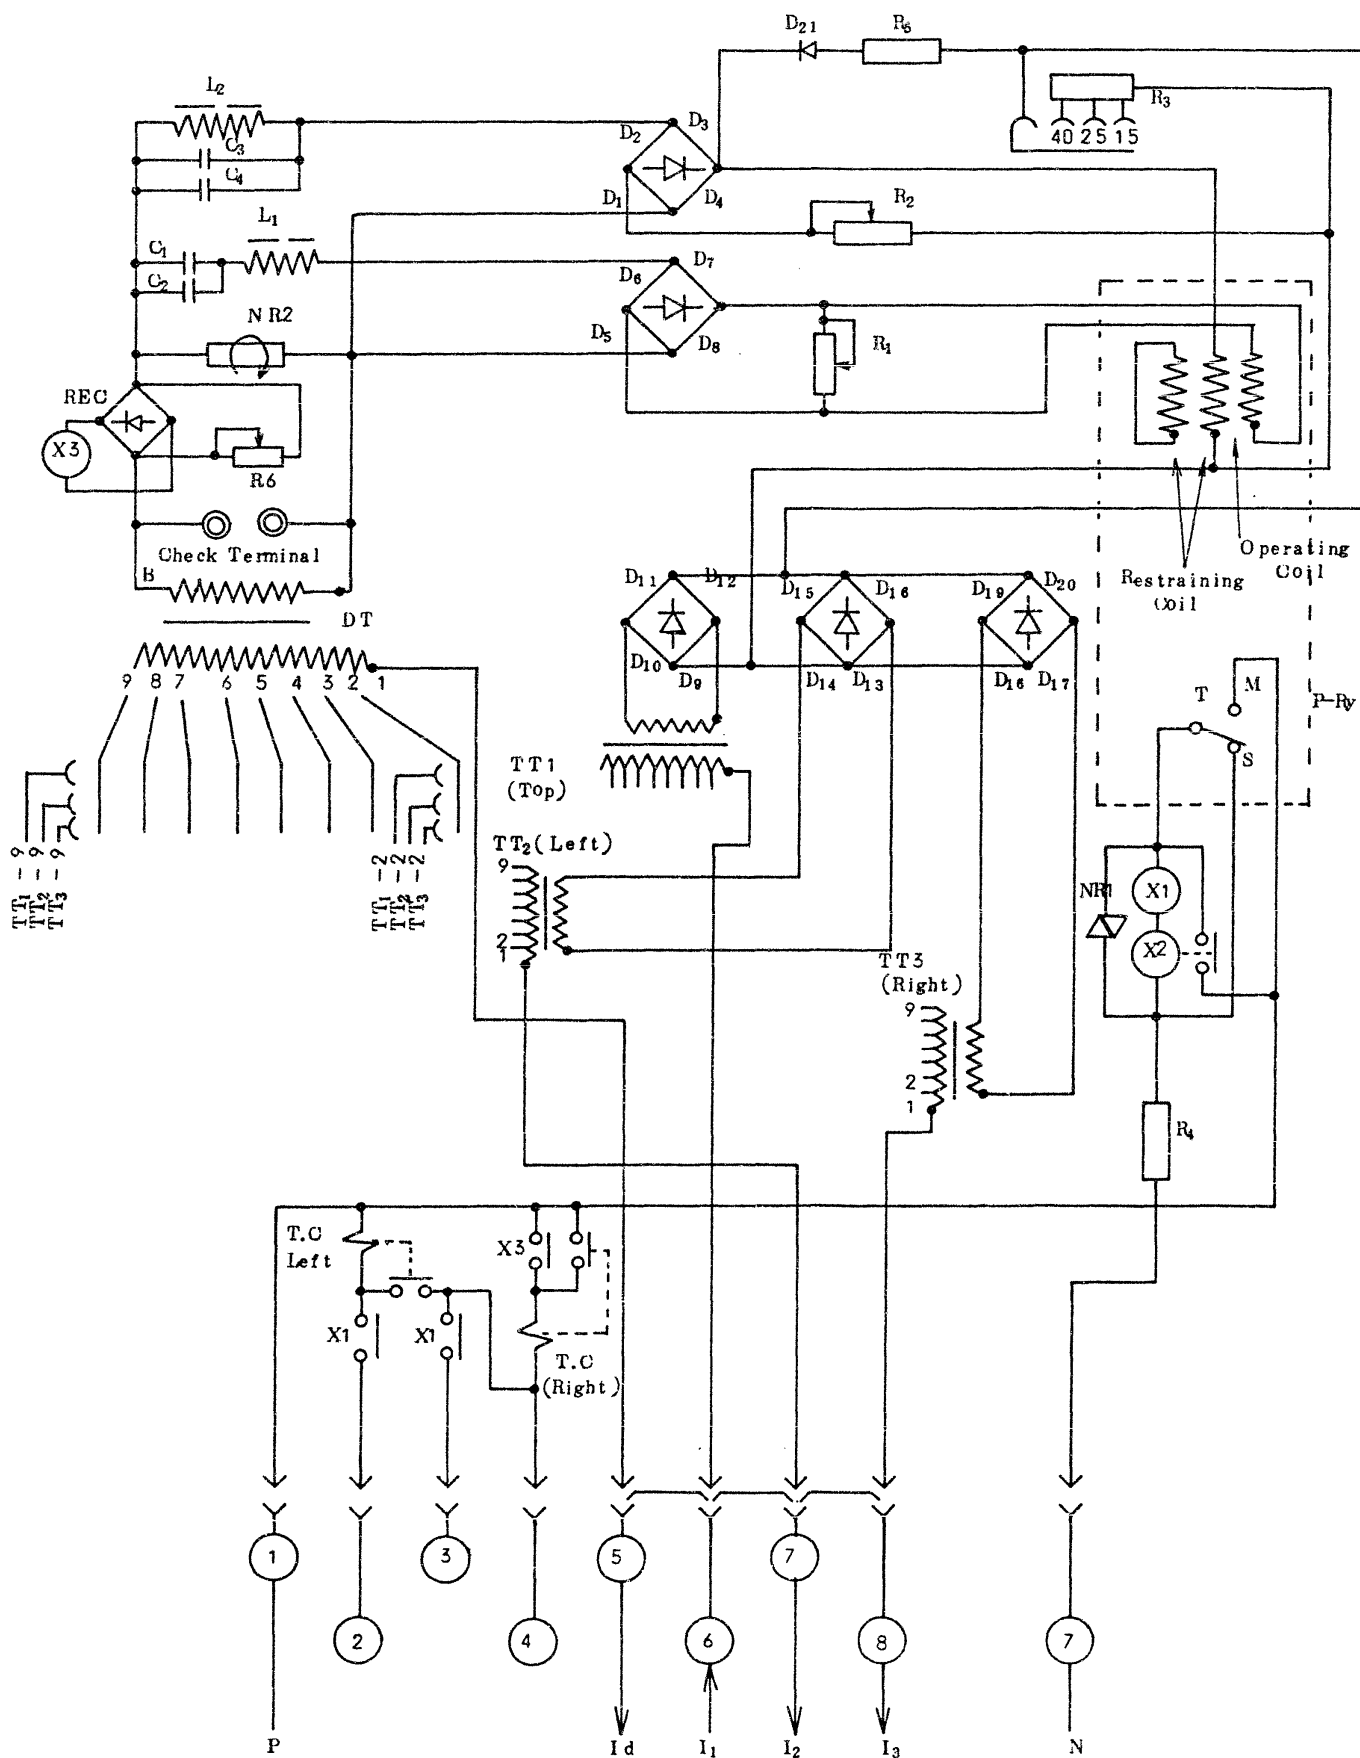 D21
R5
L2
R3
40 25 15
D2
D3
C3
C4
D1
D4
R2
L1
C1
C2
D6
D7
NR2
D5
D8
R1
REC
X3
R6
Check Terminal
B
DT
Operating
Coil
Restraining
Coil
D11
D12
D15
D16
D19
D20
D10
D9
D14
D13
D16
D17
9 8 7 6 5 4 3 2 1
T
M
S
P-Ry
TT1
(Top)
TT2(Left)
9
2
1
TT1-9
TT2-9
TT3-9
TT1-2
TT2-2
TT3-2
NR1
X1
X2
TT3
(Right)
9
2
1
R4
T.C
Left
X3
X1
X1
T.C
(Right)
1
3
5
7
2
4
6
8
7
P
Id
I1
I2
I3
N